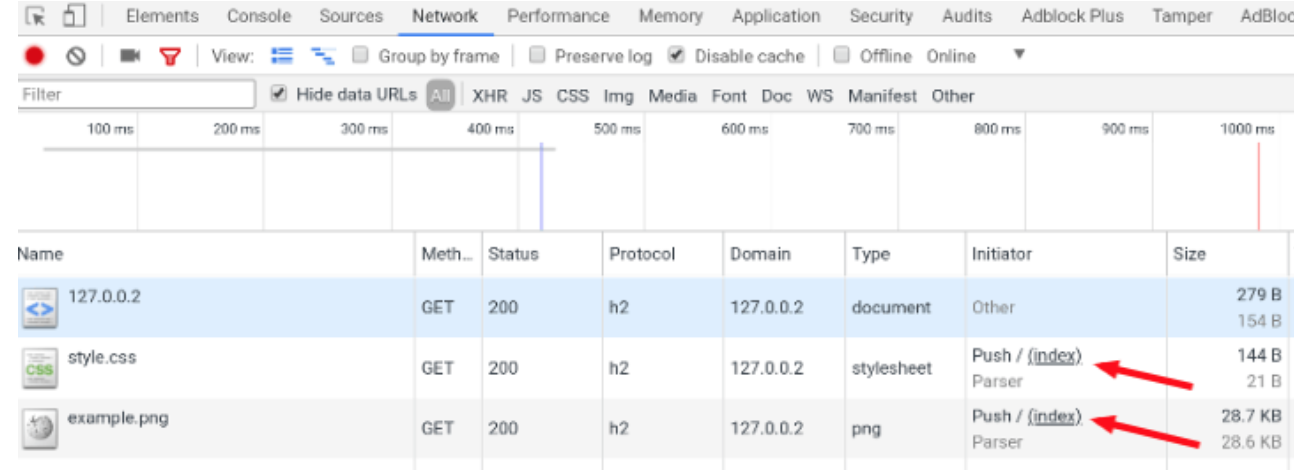 Elements Console Sources Network Performance Memory Application Security Audits Adblock Plus Tamper AdBloc
View: Group by frame Preserve log Disable cache Offline Online
Filter Hide data URLs All XHR JS CSS Img Media Font Doc WS Manifest Other
100 ms 200 ms 300 ms 400 ms 500 ms 600 ms 700 ms 800 ms 900 ms 1000 ms
Name Meth... Status Protocol Domain Type Initiator Size
127.0.0.2 GET 200 h2 127.0.0.2 document Other 279 B
154 B
style.css GET 200 h2 127.0.0.2 stylesheet Push / (index) 144 B
CSS Parser 21 B
example.png GET 200 h2 127.0.0.2 png Push / (index) 28.7 KB
Parser 28.6 KB